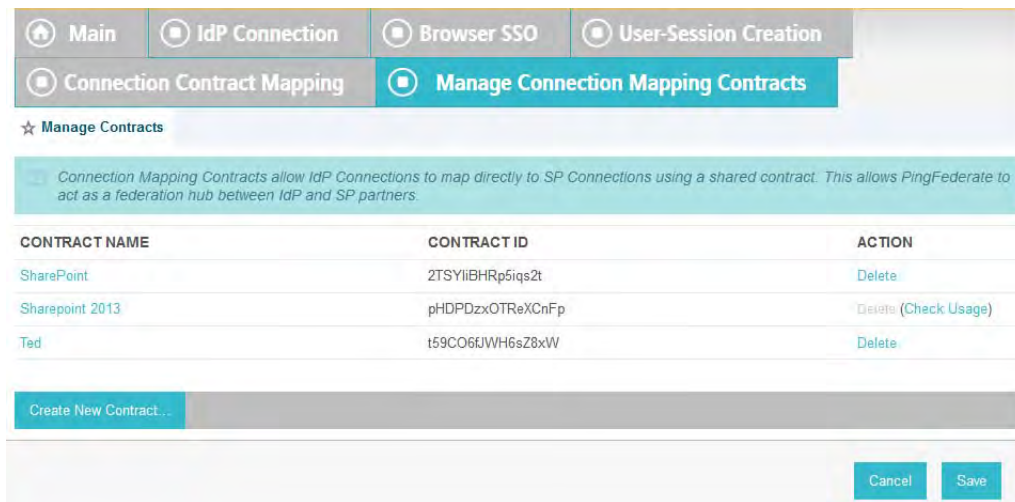 Main IdP Connection Browser SSO User-Session Creation
Connection Contract Mapping Manage Connection Mapping Contracts
Manage Contracts
Connection Mapping Contracts allow IdP Connections to map directly to SP Connections using a shared contract. This allows PingFederate to
act as a federation hub between IdP and SP partners.
CONTRACT NAME CONTRACT ID ACTION
SharePoint 2TSYIiBHRp5iqs2t Delete
Sharepoint 2013 pHDPDzxOTReXCnFp Delete (Check Usage)
Ted t59CO6fJWH6sZ8xW Delete
Create New Contract...
Cancel Save